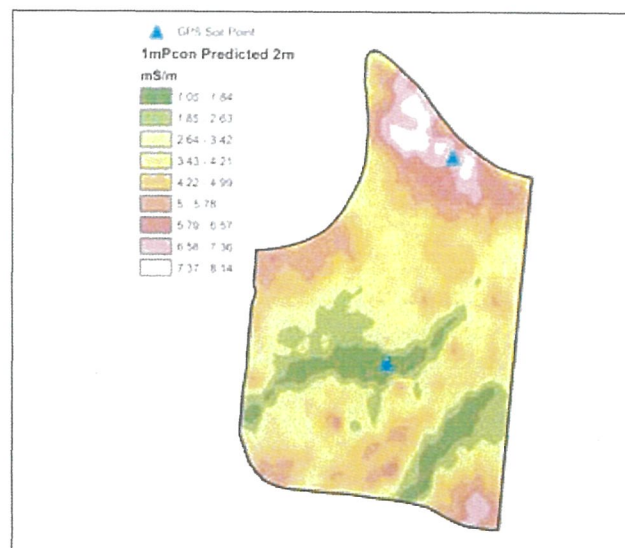 GPS Soil Point
1mPcon Predicted 2m
mS/m
1.05 - 1.84
1.85 - 2.63
2.64 - 3.42
3.43 - 4.21
4.22 - 4.99
5 - 5.78
5.79 - 6.57
6.58 - 7.36
7.37 - 8.14